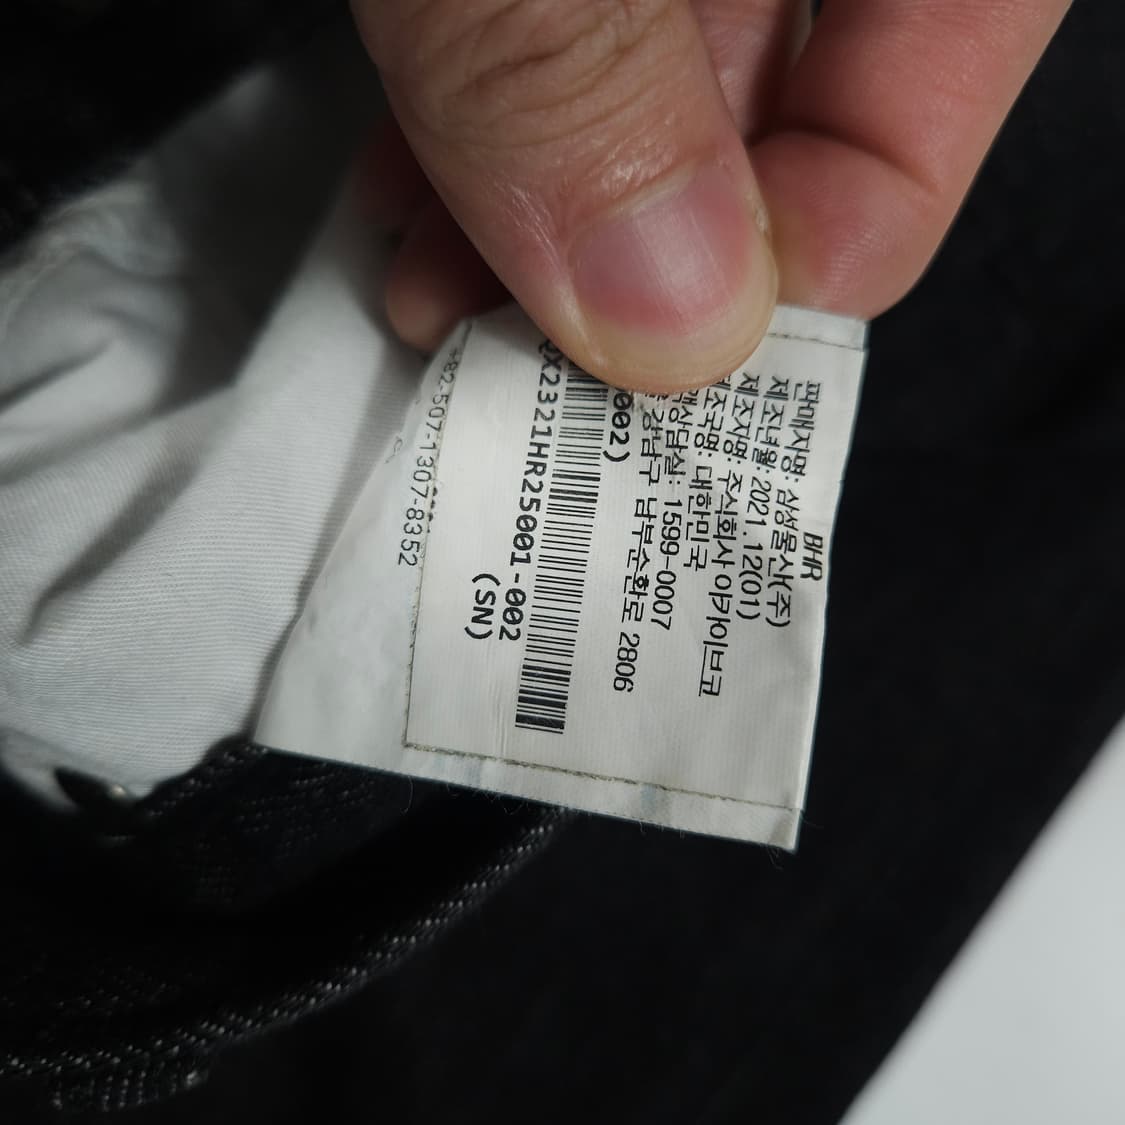 BHR
판매자명: 삼성물산(주)
제조년월: 2021.12(01)
제조자명: 주식회사 아카이브고
제조국명: 대한민국
객상담실: 1599-0007
강남구 남부순환로 2806
002)
X2321HR25001-002
(SN)
+82-507-1307-8352